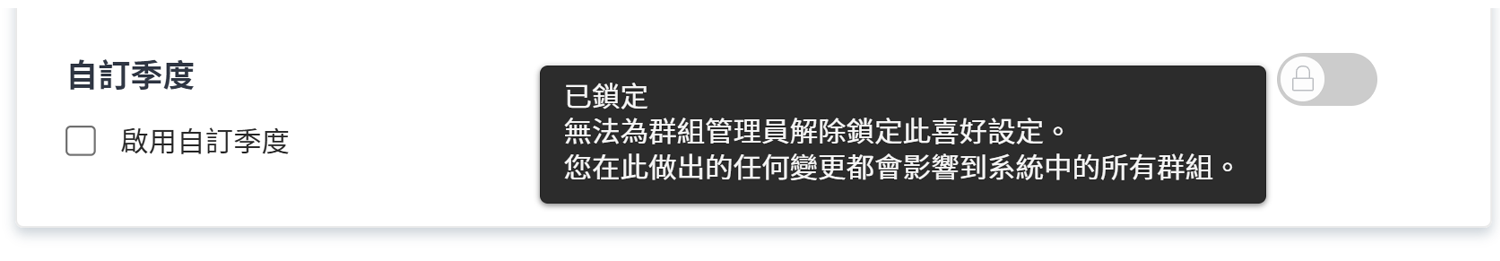 自訂季度
啟用自訂季度
已鎖定
無法為群組管理員解除鎖定此喜好設定。
您在此做出的任何變更都會影響到系統中的所有群組。